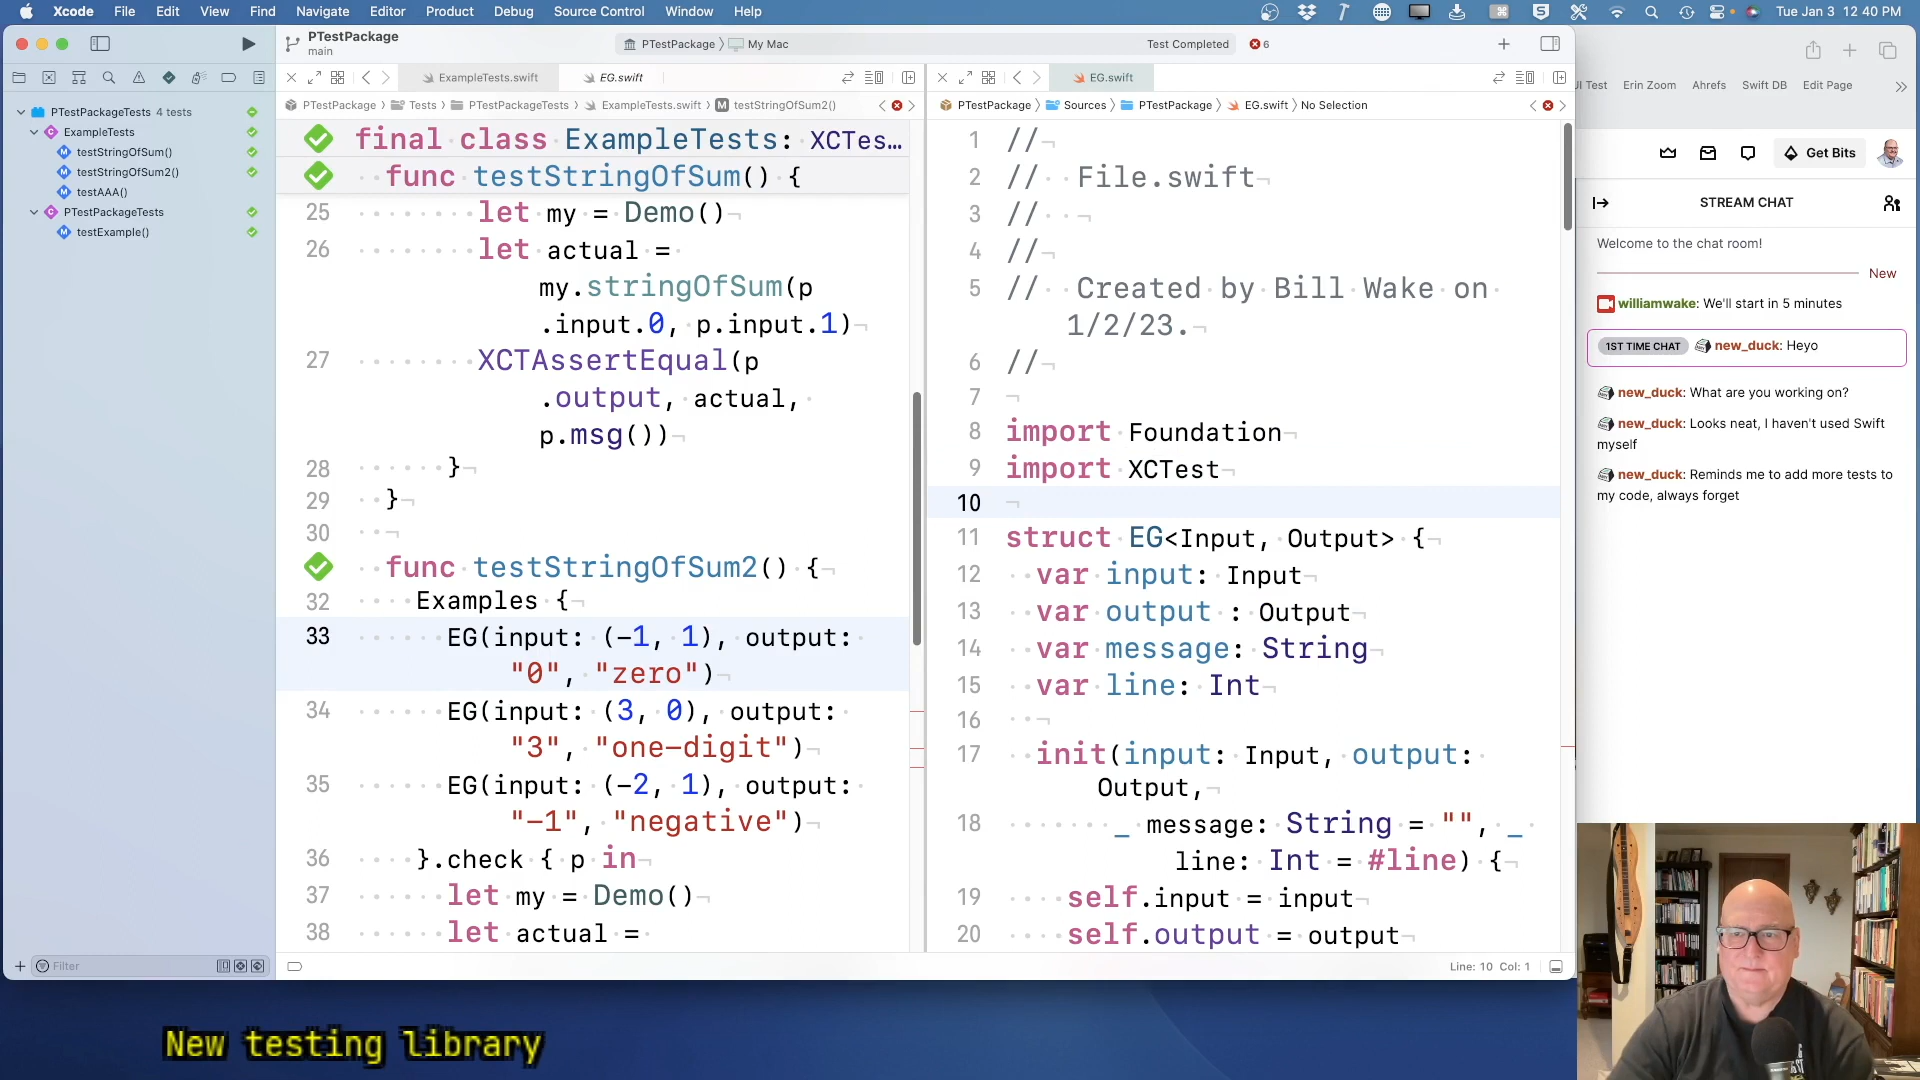 Xcode File Edit View Find Navigate Editor Product Debug Source Control Window Help
Tue Jan 3 12:40 PM
PTestPackage
main
PTestPackage
My Mac
Test Completed
6
ExampleTests.swift
EG.swift
EG.swift
PTestPackage Tests PTestPackageTests ExampleTests.swift M testStringOfSum2()
PTestPackage Sources PTestPackage EG.swift No Selection
PTestPackageTests 4 tests
ExampleTests
testStringOfSum()
testStringOfSum2()
testAAA()
PTestPackageTests
testExample()
Filter
final class ExampleTests: XCTes...
func testStringOfSum() {
25 let my = Demo()
26 let actual =
my.stringOfSum(p
.input.0, p.input.1)
27 XCTAssertEqual(p
.output, actual,
p.msg())
28 }
29 }
30
func testStringOfSum2() {
32 Examples {
33 EG(input: (-1, 1), output:
"0", "zero")
34 EG(input: (3, 0), output:
"3", "one-digit")
35 EG(input: (-2, 1), output:
"-1", "negative")
36 }.check { p in
37 let my = Demo()
38 let actual =
1 //
2 // File.swift
3 //
4 //
5 // Created by Bill Wake on
1/2/23.
6 //
7
8 import Foundation
9 import XCTest
10
11 struct EG<Input, Output> {
12 var input: Input
13 var output : Output
14 var message: String
15 var line: Int
16
17 init(input: Input, output:
Output,
18 _ message: String = "", _
line: Int = #line) {
19 self.input = input
20 self.output = output
Line: 10 Col: 1
UI Test Erin Zoom Ahrefs Swift DB Edit Page
Get Bits
STREAM CHAT
Welcome to the chat room!
New
williamwake: We'll start in 5 minutes
1ST TIME CHAT new_duck: Heyo
new_duck: What are you working on?
new_duck: Looks neat, I haven't used Swift
myself
new_duck: Reminds me to add more tests to
my code, always forget
New testing library